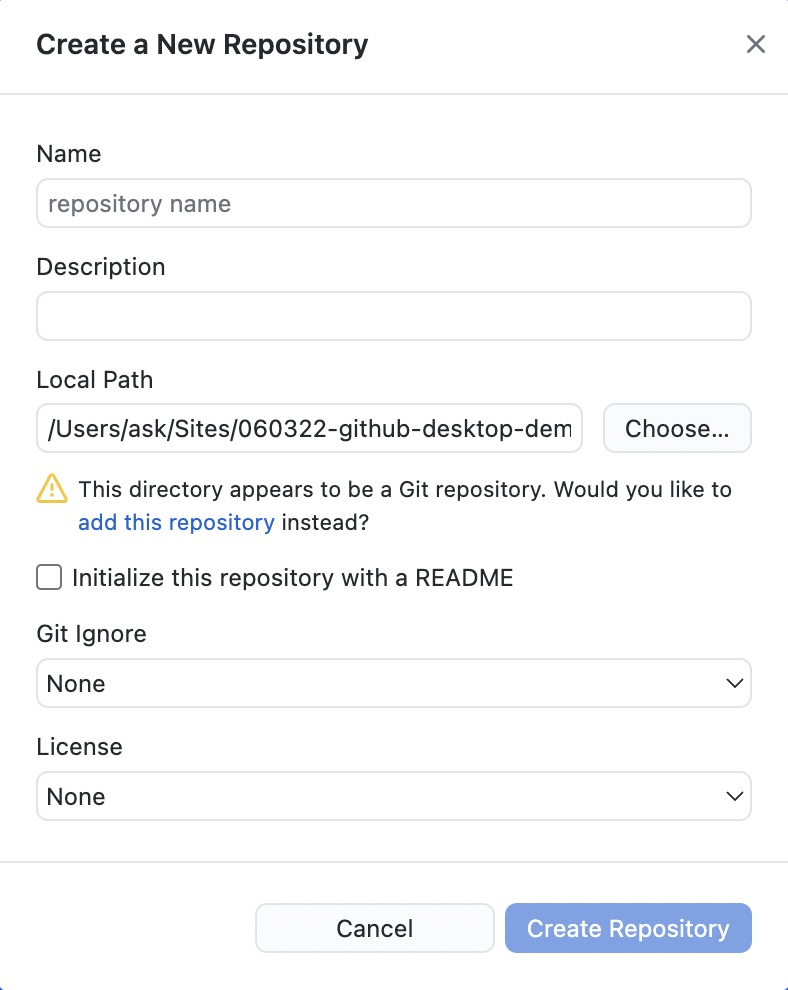 Create a New Repository
Name
repository name
Description
Local Path
/Users/ask/Sites/060322-github-desktop-dem
Choose...
This directory appears to be a Git repository. Would you like to
add this repository instead?
Initialize this repository with a README
Git Ignore
None
License
None
Cancel
Create Repository